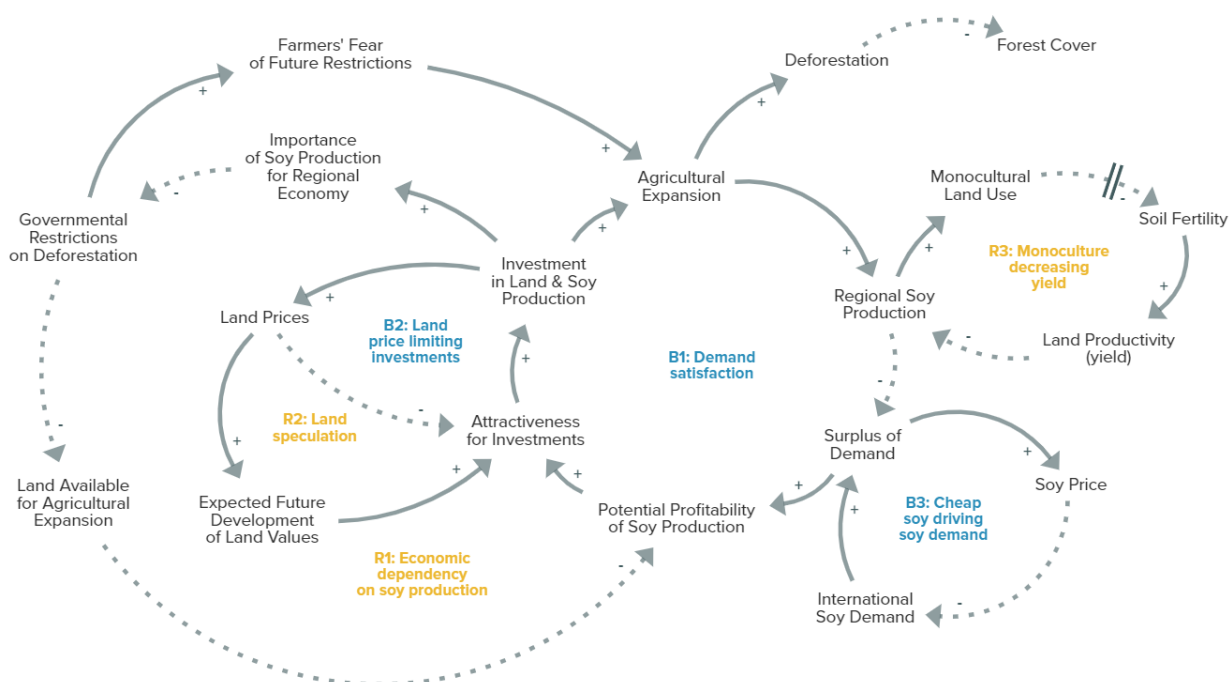 Farmers' Fear
of Future Restrictions
Deforestation
Forest Cover
-
+
+
Importance
of Soy Production
for Regional
Economy
+
Agricultural
Expansion
Monocultural
Land Use
-
Soil Fertility
-
+
+
Governmental
Restrictions
on Deforestation
Investment
in Land & Soy
Production
+
+
R3: Monoculture
decreasing
yield
+
Regional Soy
Production
+
Land Prices
B2: Land
price limiting
investments
-
Land Productivity
(yield)
+
B1: Demand
satisfaction
-
-
-
R2: Land
speculation
Attractiveness
for Investments
Surplus of
Demand
+
+
+
+
+
Land Available
for Agricultural
Expansion
Expected Future
Development
of Land Values
Potential Profitability
of Soy Production
Soy Price
B3: Cheap
soy driving
soy demand
+
R1: Economic
dependency
on soy production
-
International
Soy Demand
-